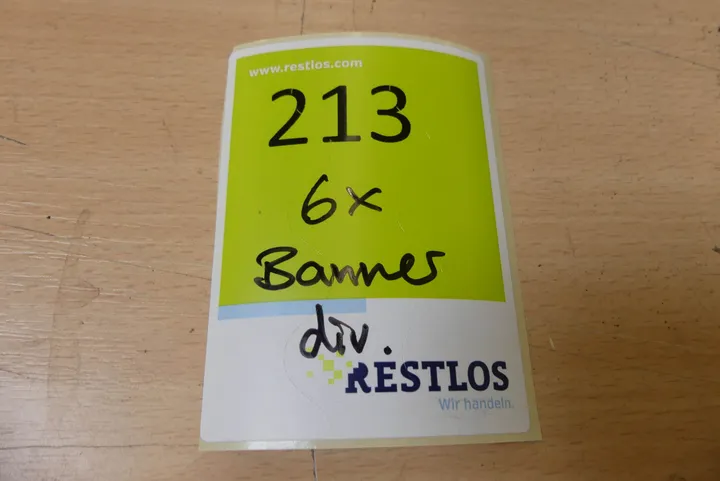 www.restlos.com
213
6x
Banner
div.
RESTLOS
Wir handeln.